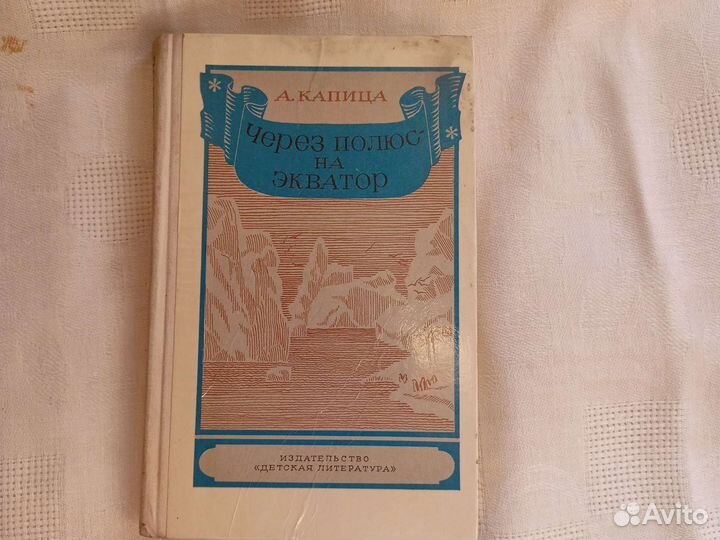 А. КАПИЦА
ЧЕРЕЗ ПОЛЮС-
НА
ЭКВАТОР
ИЗДАТЕЛЬСТВО
«ДЕТСКАЯ ЛИТЕРАТУРА»
Avito